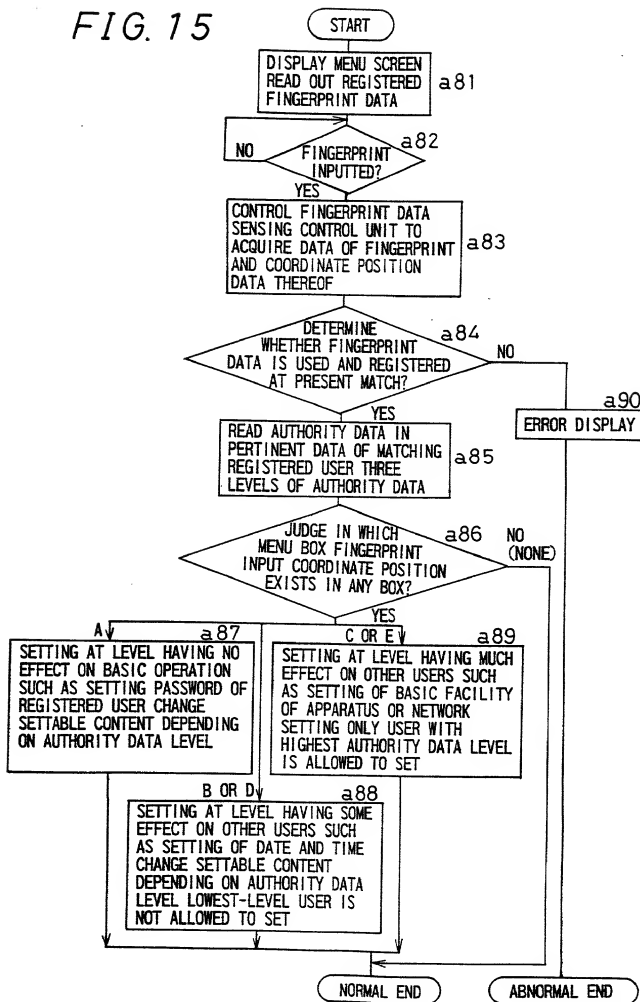 FIG. 15
START
DISPLAY MENU SCREEN
READ OUT REGISTERED
FINGERPRINT DATA
a81
a82
NO
FINGERPRINT
INPUTTED?
YES
CONTROL FINGERPRINT DATA
SENSING CONTROL UNIT TO
ACQUIRE DATA OF FINGERPRINT
AND COORDINATE POSITION
DATA THEREOF
a83
a84
DETERMINE
WHETHER FINGERPRINT
DATA IS USED AND REGISTERED
AT PRESENT MATCH?
NO
YES
a90
ERROR DISPLAY
READ AUTHORITY DATA IN
PERTINENT DATA OF MATCHING
REGISTERED USER THREE
LEVELS OF AUTHORITY DATA
a85
a86
JUDGE IN WHICH
MENU BOX FINGERPRINT
INPUT COORDINATE POSITION
EXISTS IN ANY BOX?
NO
(NONE)
YES
A
a87
SETTING AT LEVEL HAVING NO
EFFECT ON BASIC OPERATION
SUCH AS SETTING PASSWORD OF
REGISTERED USER CHANGE
SETTABLE CONTENT DEPENDING
ON AUTHORITY DATA LEVEL
C OR E
a89
SETTING AT LEVEL HAVING MUCH
EFFECT ON OTHER USERS SUCH
AS SETTING OF BASIC FACILITY
OF APPARATUS OR NETWORK
SETTING ONLY USER WITH
HIGHEST AUTHORITY DATA LEVEL
IS ALLOWED TO SET
B OR D
a88
SETTING AT LEVEL HAVING SOME
EFFECT ON OTHER USERS SUCH
AS SETTING OF DATE AND TIME
CHANGE SETTABLE CONTENT
DEPENDING ON AUTHORITY DATA
LEVEL LOWEST-LEVEL USER IS
NOT ALLOWED TO SET
NORMAL END
ABNORMAL END